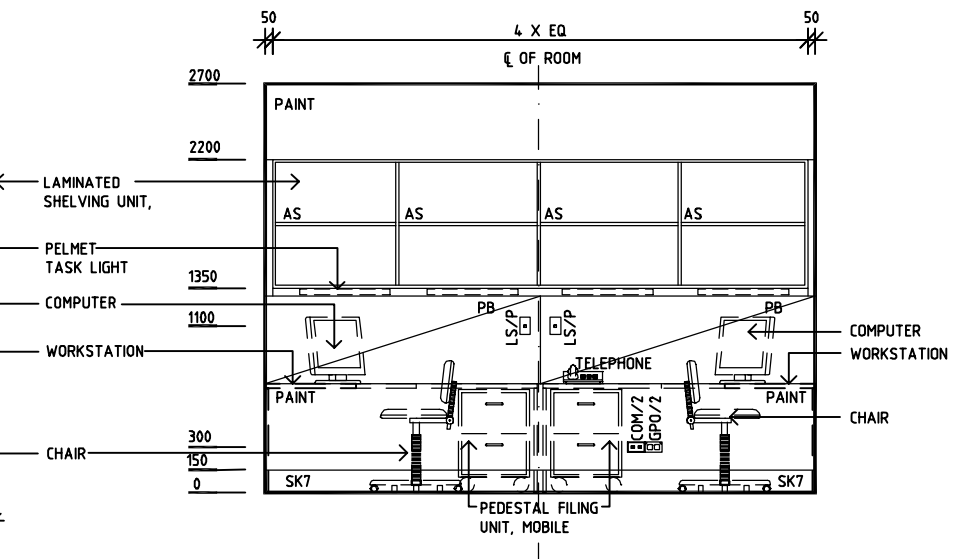 50
50
4 X EQ
℄ OF ROOM
2700
PAINT
2200
LAMINATED
SHELVING UNIT,
AS
AS
AS
AS
PELMET
TASK LIGHT
1350
COMPUTER
1100
PB
PB
LS/P
LS/P
COMPUTER
WORKSTATION
WORKSTATION
TELEPHONE
PAINT
PAINT
COM/2
GPO/2
CHAIR
300
CHAIR
150
0
SK7
SK7
PEDESTAL FILING
UNIT, MOBILE